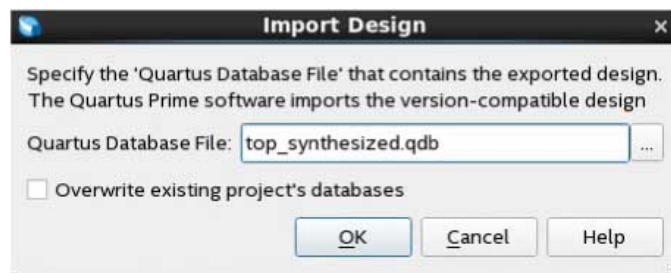 Import Design
Specify the 'Quartus Database File' that contains the exported design.
The Quartus Prime software imports the version-compatible design
Quartus Database File: top_synthesized.qdb ...
Overwrite existing project's databases
OK Cancel Help